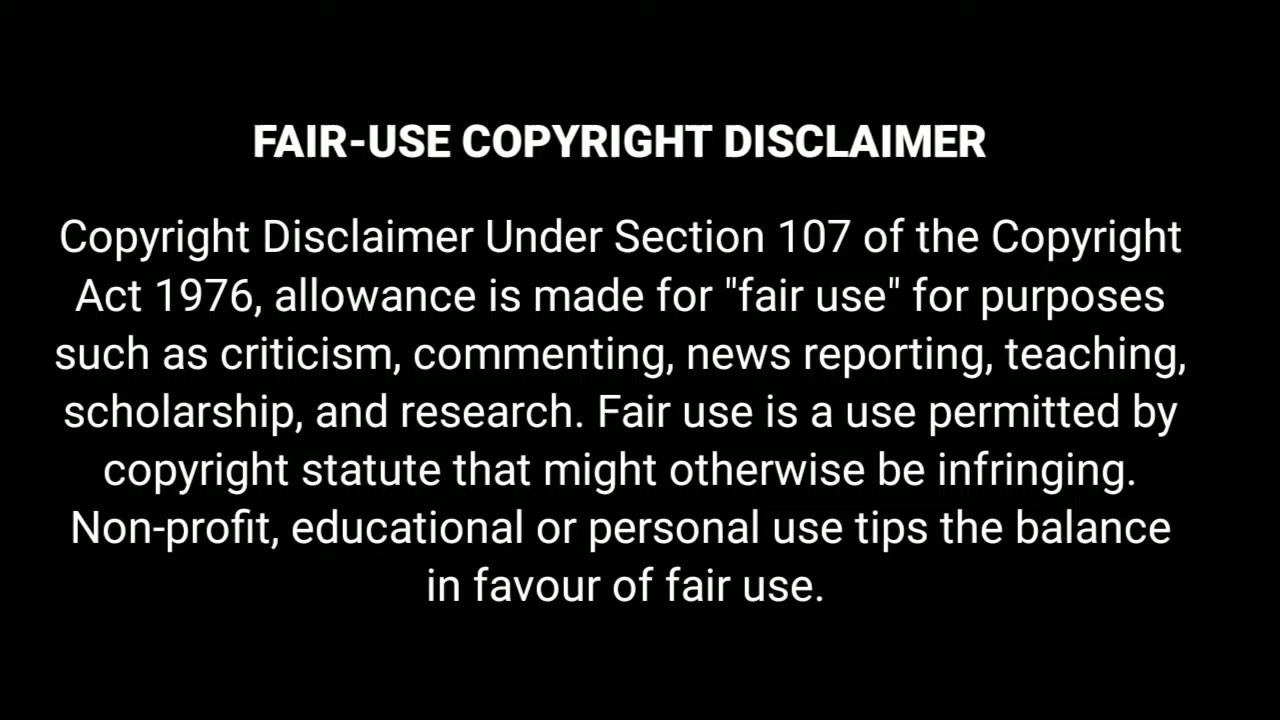 FAIR-USE COPYRIGHT DISCLAIMER
Copyright Disclaimer Under Section 107 of the Copyright
Act 1976, allowance is made for "fair use" for purposes
such as criticism, commenting, news reporting, teaching,
scholarship, and research. Fair use is a use permitted by
copyright statute that might otherwise be infringing.
Non-profit, educational or personal use tips the balance
in favour of fair use.